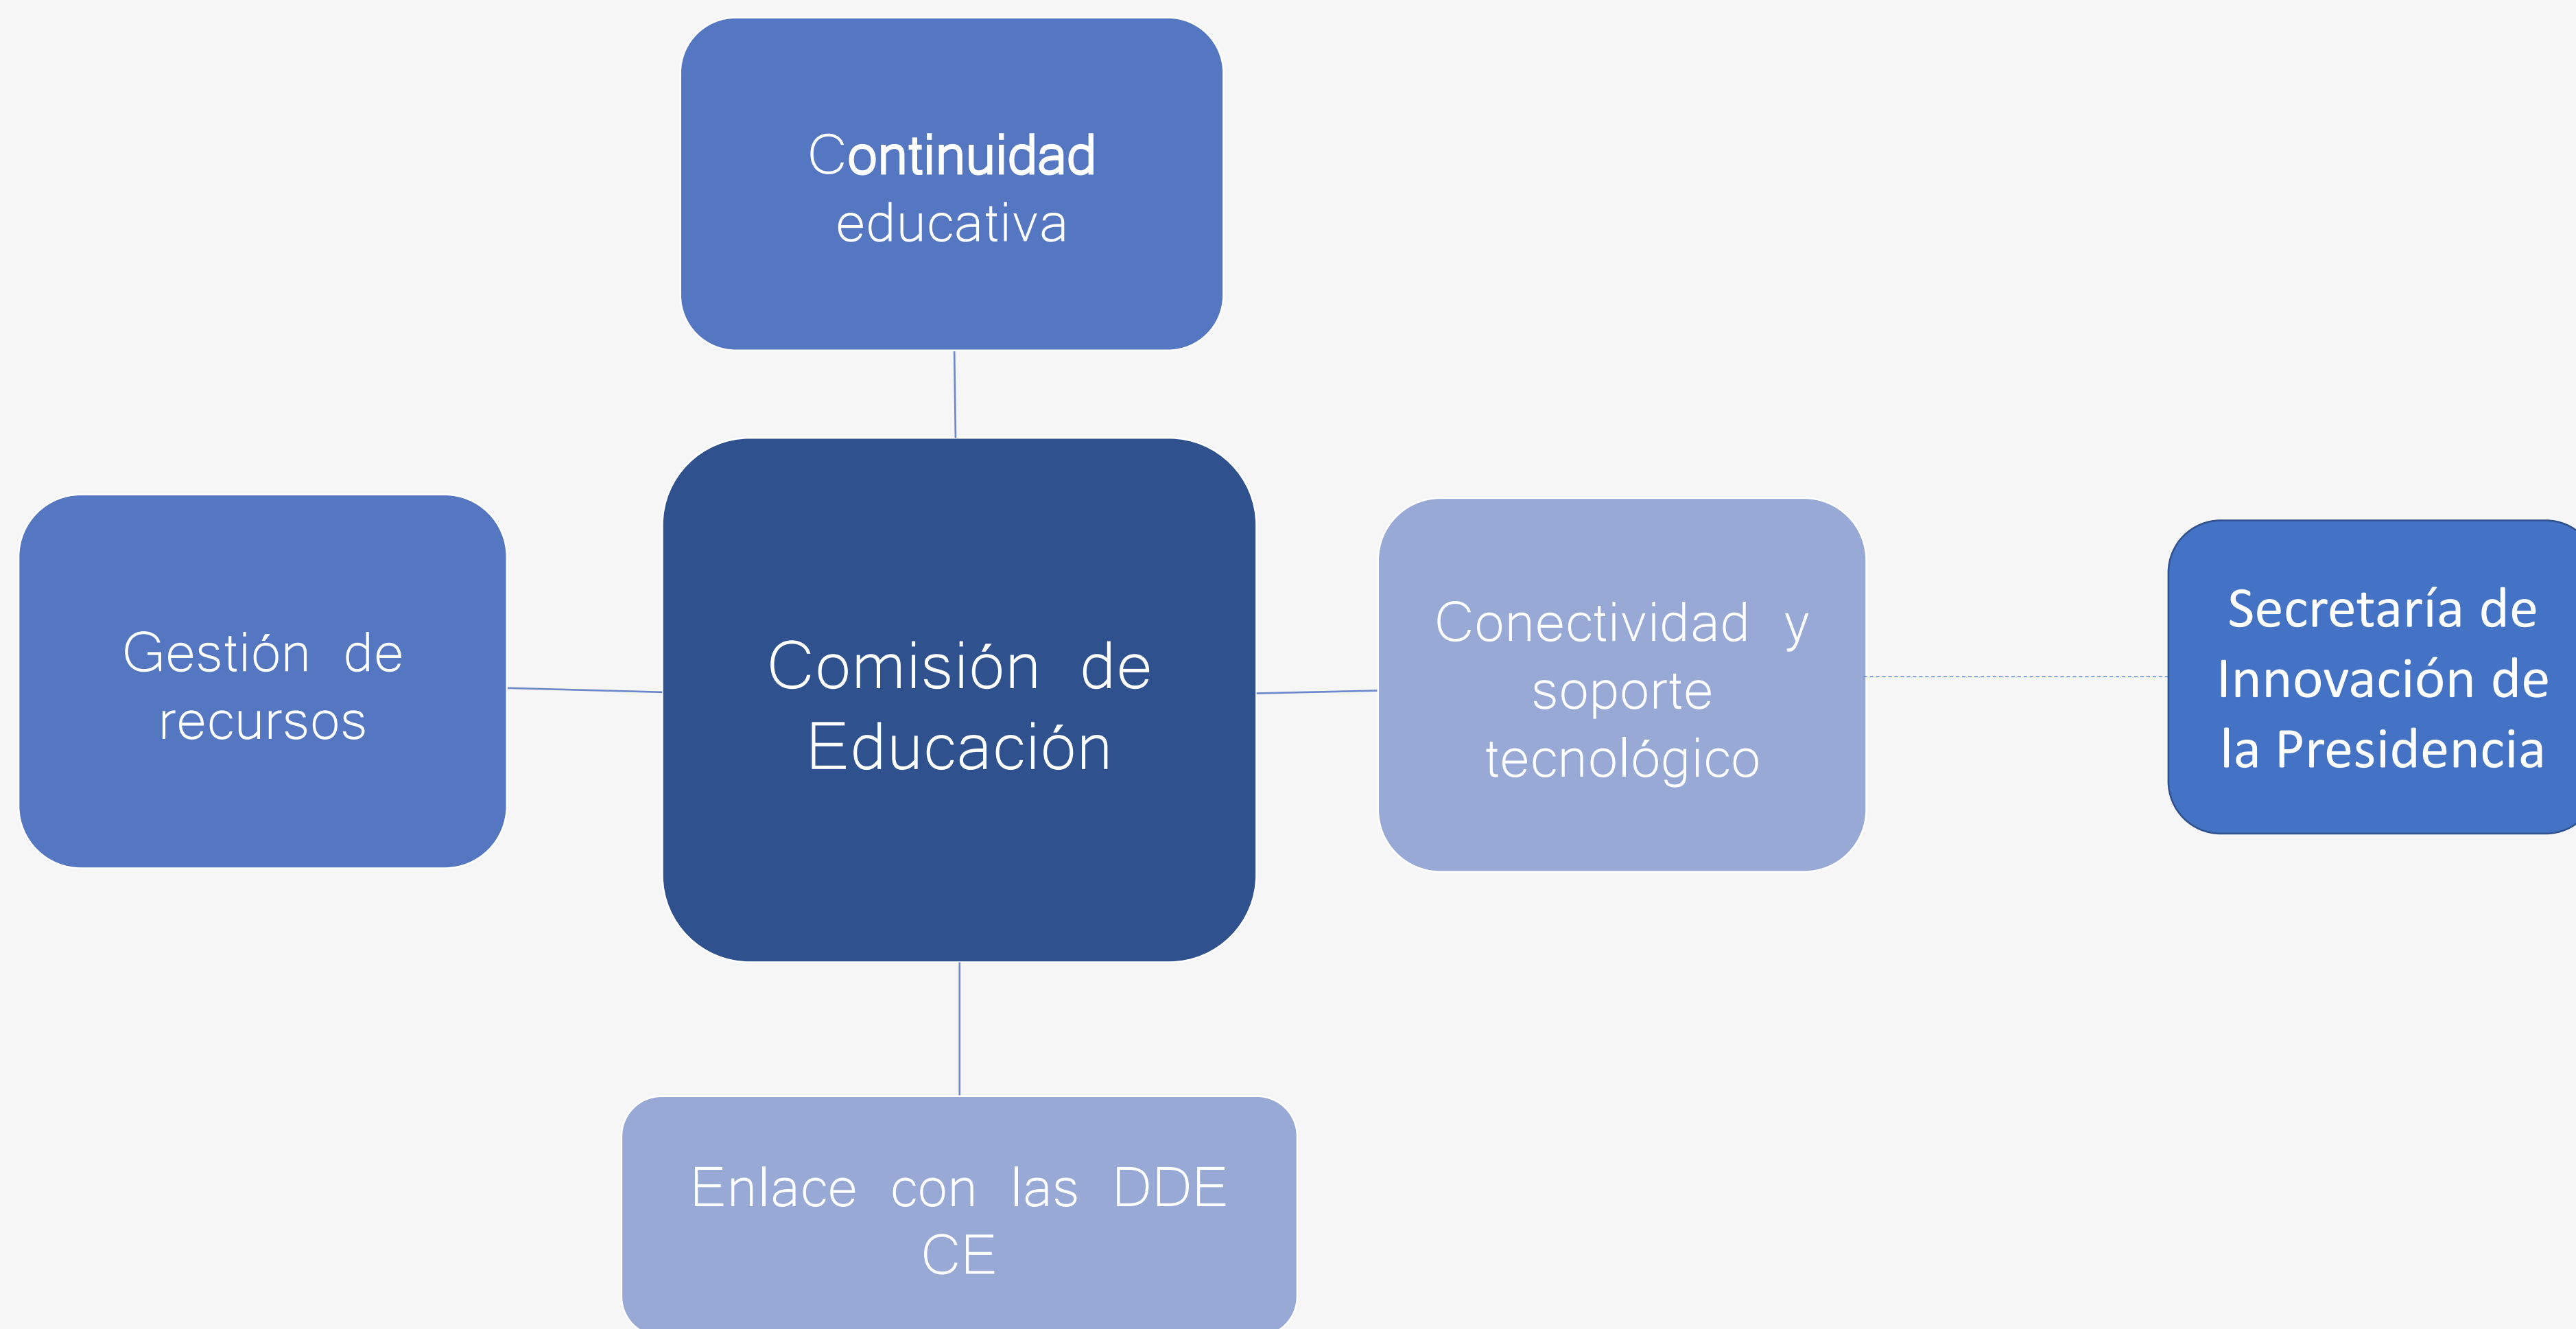 Continuidad
educativa
Gestión de
recursos
Comisión de
Educación
Conectividad y
soporte
tecnológico
Secretaría de
Innovación de
la Presidencia
Enlace con las DDE
CE